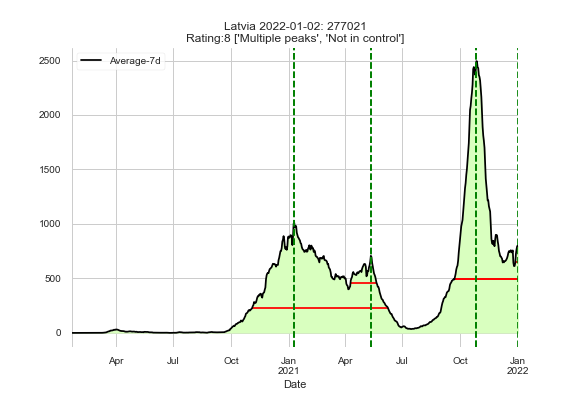 Latvia 2022-01-02: 277021
Rating:8 ['Multiple peaks', 'Not in control']
Average-7d
2500
2000
1500
1000
500
0
Apr Jul Oct Jan Apr Jul Oct Jan
2021 2022
Date